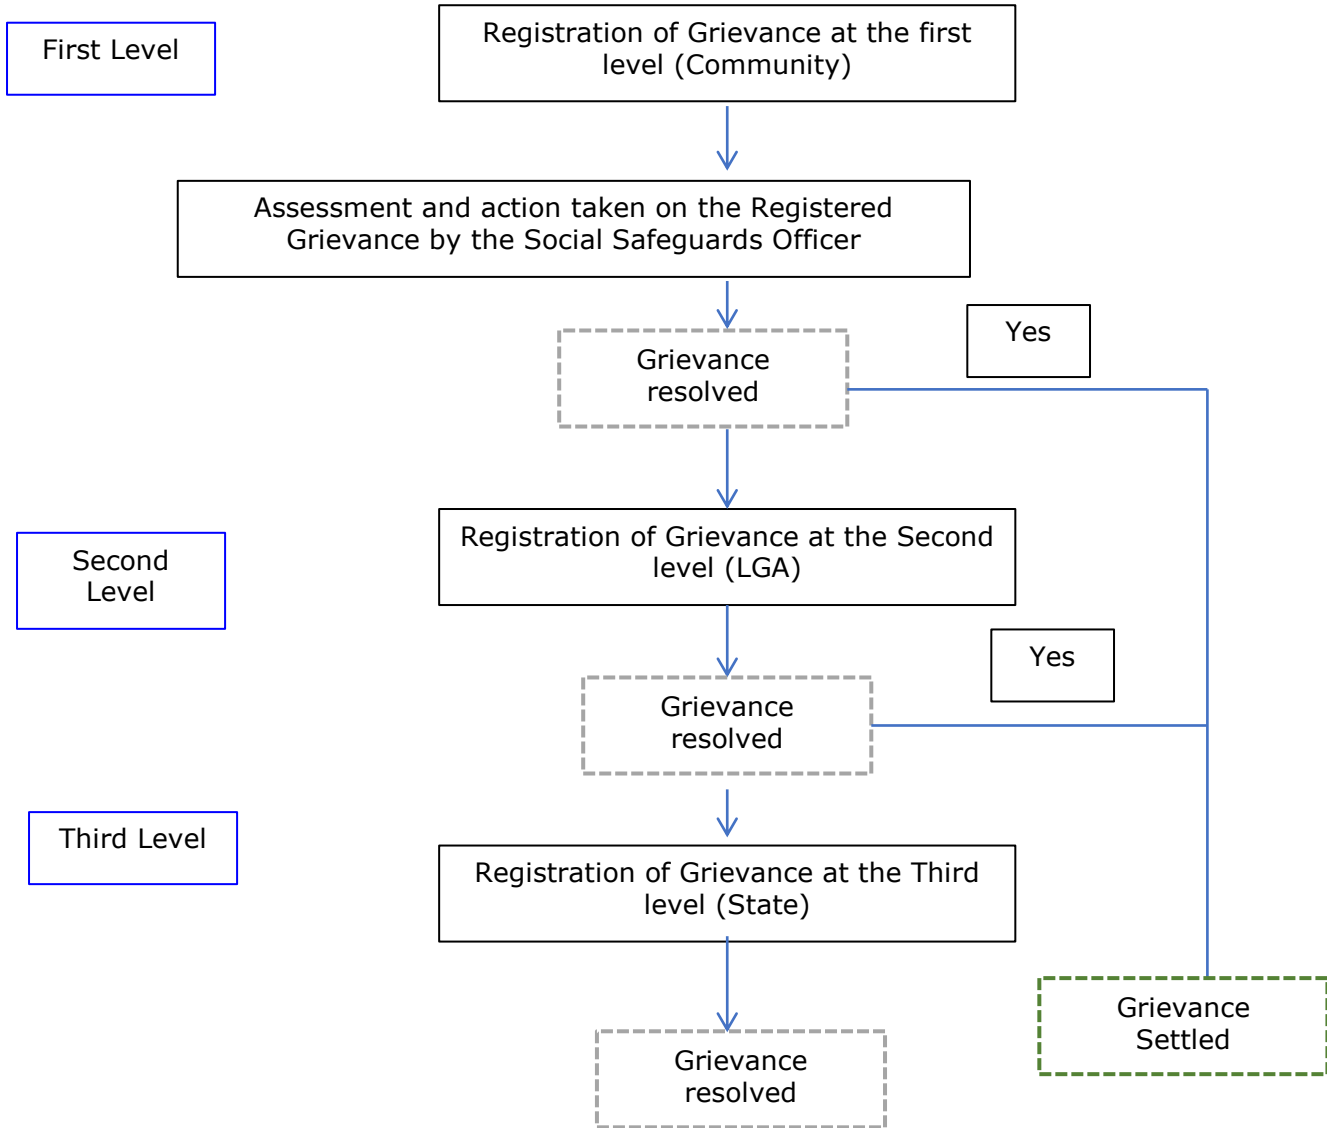 First Level
Registration of Grievance at the first
level (Community)
Assessment and action taken on the Registered
Grievance by the Social Safeguards Officer
Yes
Grievance
resolved
Second
Level
Registration of Grievance at the Second
level (LGA)
Yes
Grievance
resolved
Third Level
Registration of Grievance at the Third
level (State)
Grievance
Settled
Grievance
resolved